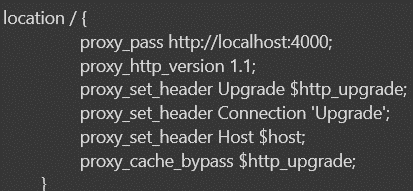 location / {
proxy_pass http://localhost:4000;
proxy_http_version 1.1;
proxy_set_header Upgrade $http_upgrade;
proxy_set_header Connection 'Upgrade';
proxy_set_header Host $host;
proxy_cache_bypass $http_upgrade;
}